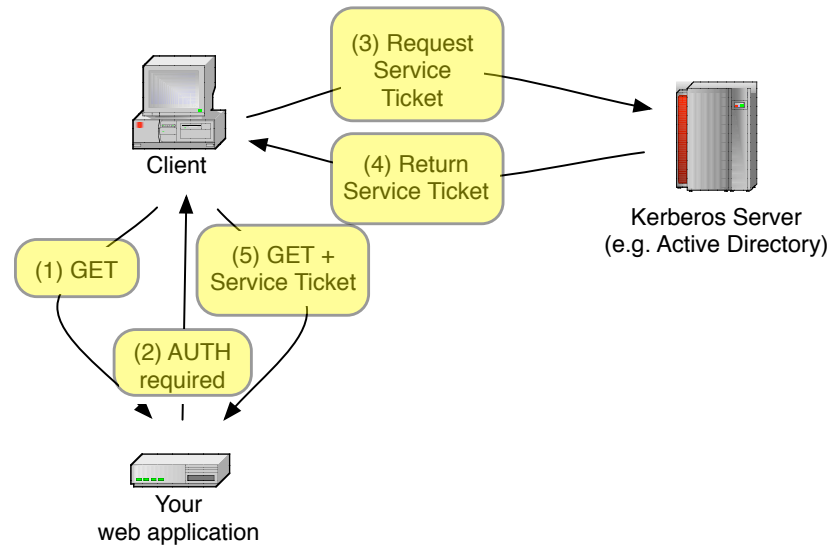 (3) Request
Service
Ticket
Client
(4) Return
Service Ticket
Kerberos Server
(e.g. Active Directory)
(1) GET
(5) GET +
Service Ticket
(2) AUTH
required
Your
web application